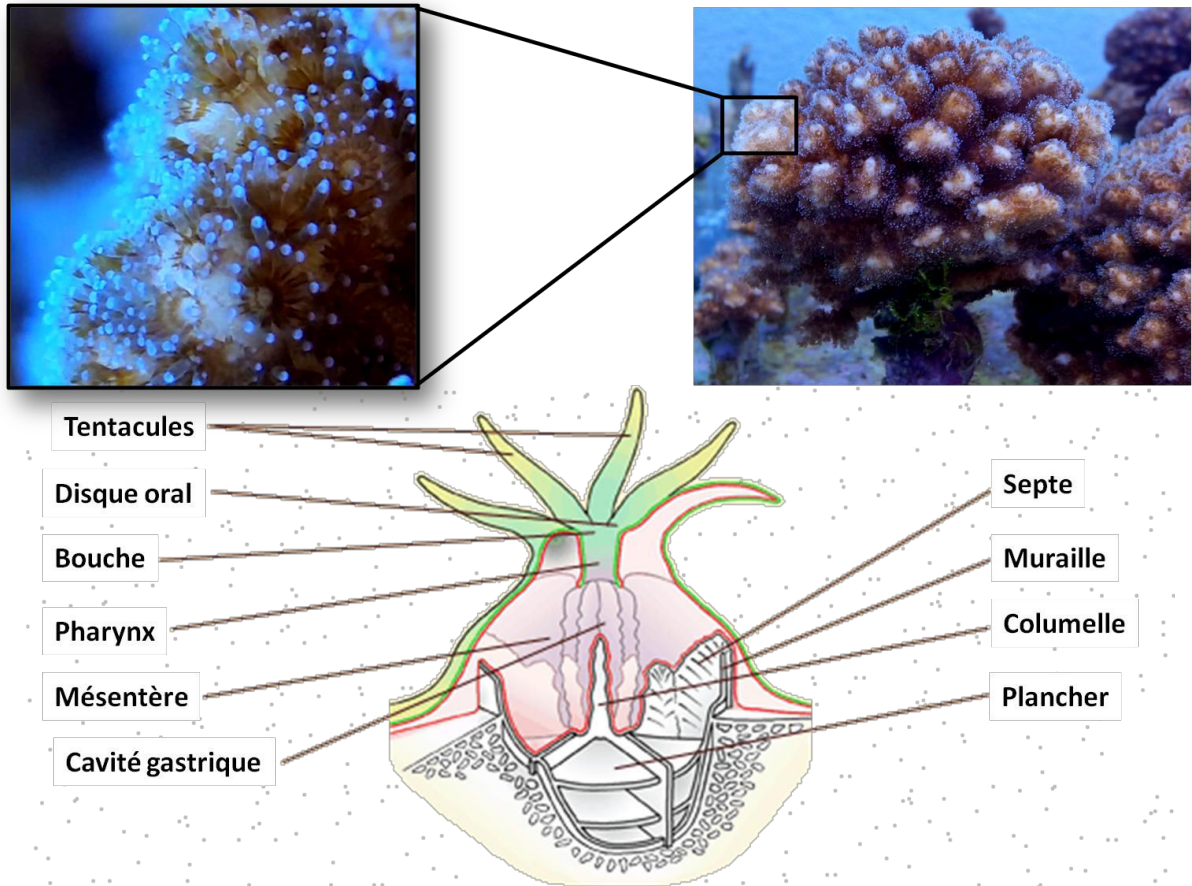 Tentacules
Disque oral
Bouche
Pharynx
Mésentère
Cavité gastrique
Septe
Muraille
Columelle
Plancher